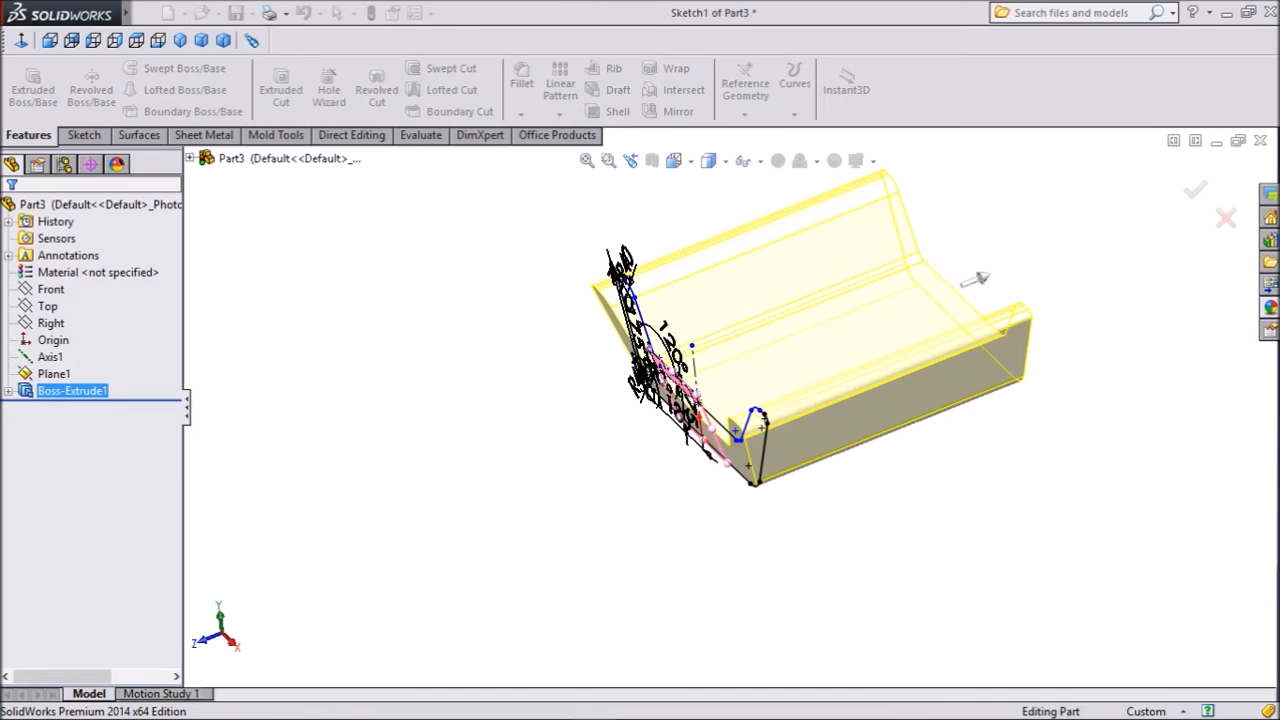 SOLIDWORKS
Sketch1 of Part3 *
Search files and models
Extruded Boss/Base
Revolved Boss/Base
Swept Boss/Base
Lofted Boss/Base
Boundary Boss/Base
Extruded Cut
Hole Wizard
Revolved Cut
Swept Cut
Lofted Cut
Boundary Cut
Fillet
Linear Pattern
Rib
Draft
Shell
Wrap
Intersect
Mirror
Reference Geometry
Curves
Instant3D
Features Sketch Surfaces Sheet Metal Mold Tools Direct Editing Evaluate DimXpert Office Products
Part3 (Default<<Default>_...
Part3 (Default<<Default>_Photo
History
Sensors
Annotations
Material <not specified>
Front
Top
Right
Origin
Axis1
Plane1
Boss-Extrude1
120°
Y
Z
X
Model Motion Study 1
SolidWorks Premium 2014 x64 Edition Editing Part Custom